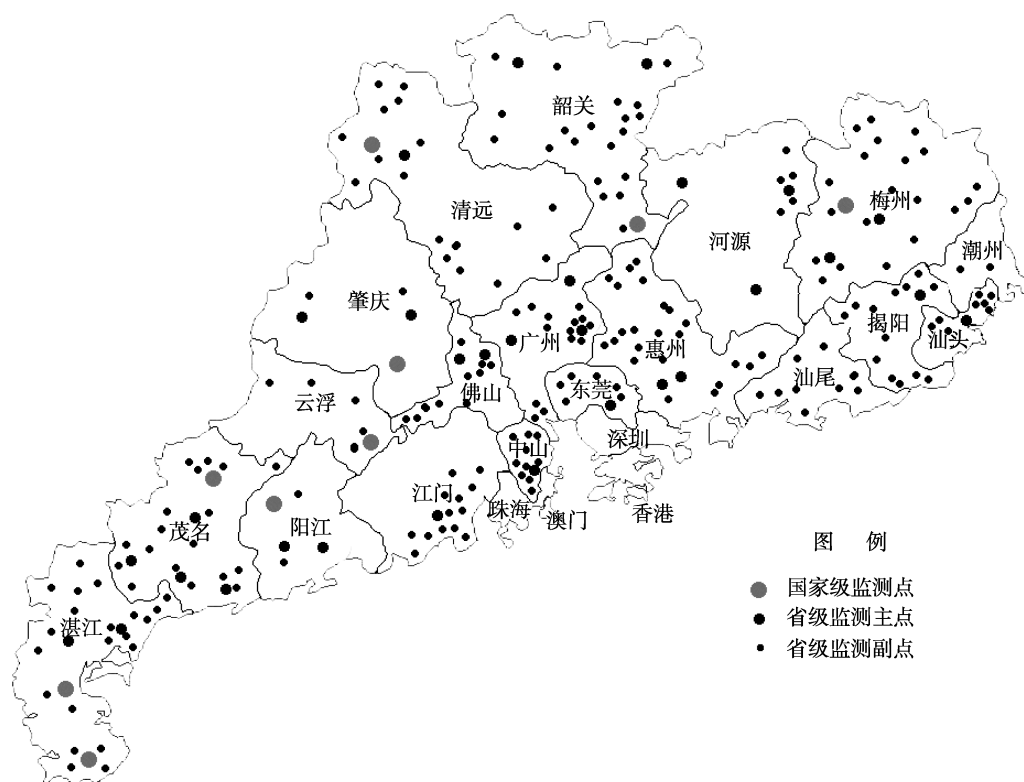 韶关
清远
梅州
河源
潮州
肇庆
揭阳
广州
汕头
惠州
汕尾
东莞
佛山
云浮
深圳
中山
江门
珠海
澳门
香港
阳江
茂名
湛江
图 例
国家级监测点
省级监测主点
省级监测副点